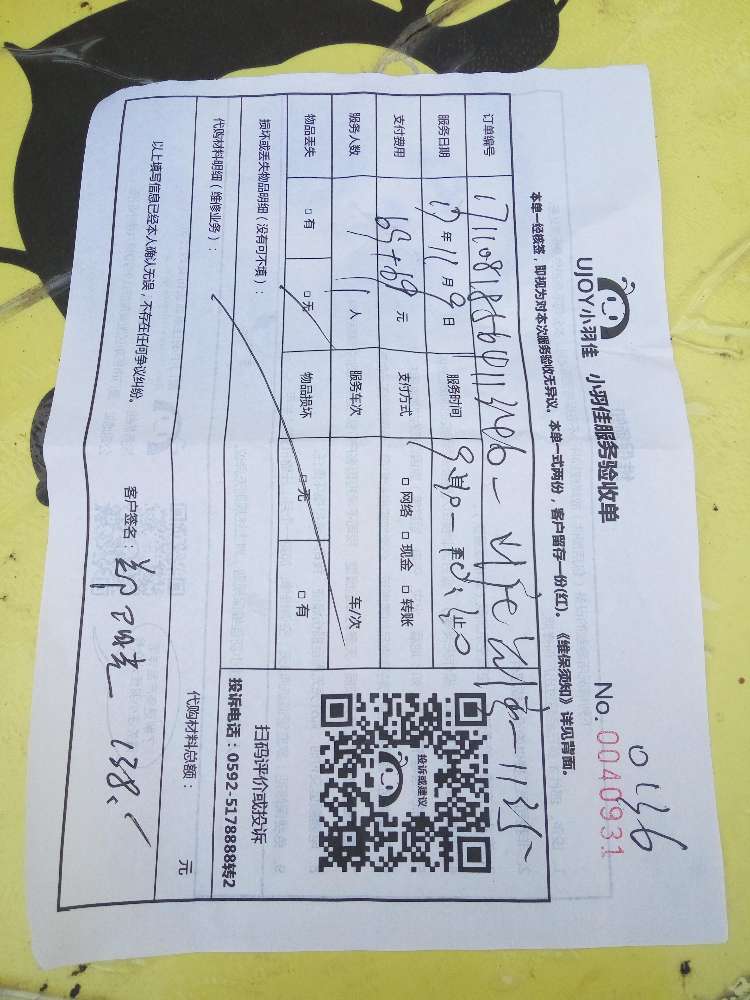 0136
UJOY小羽佳 小羽佳服务验收单 No. 0040931
本单一经核签，即视为对本次服务验收无异议。本单一式两份，客户留存一份(红)。《维保须知》详见背面。
订单编号
服务日期 17年11月9日 服务时间
支付费用 69+69元 支付方式 □ 网络 □ 现金 □ 转账
服务人数 人 服务车次 车/次
物品丢失 □ 有 □ 无 物品损坏 □ 无 □ 有
投诉或建议
扫码评价或投诉
投诉电话：0592-5178888转2
损坏或丢失物品明细（没有可不填）：
代购材料明细（维修业务）：
代购材料总额： 元
以上填写信息已经本人确认无误，不存在任何争议纠纷。 客户签名： 138.